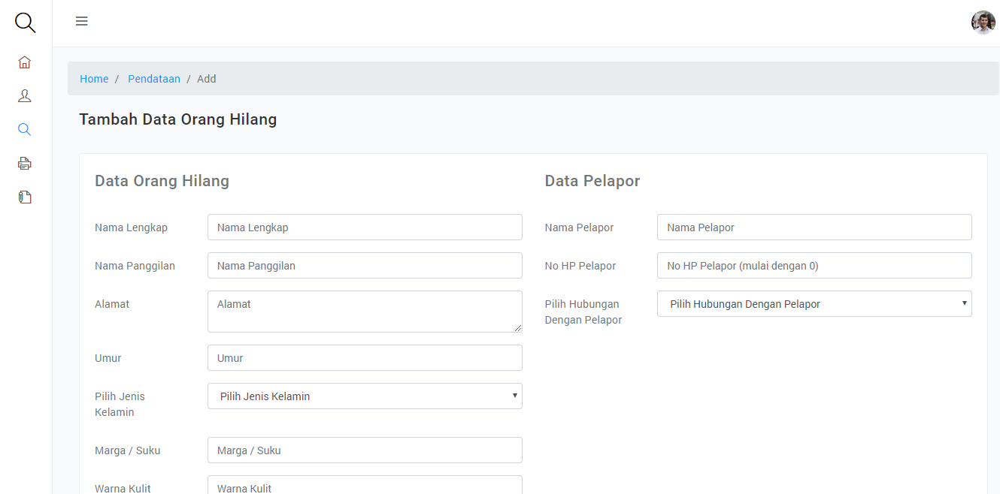 Home / Pendataan / Add
Tambah Data Orang Hilang
Data Orang Hilang
Nama Lengkap Nama Lengkap
Nama Panggilan Nama Panggilan
Alamat Alamat
Umur Umur
Pilih Jenis Pilih Jenis Kelamin
Kelamin
Marga / Suku Marga / Suku
Warna Kulit Warna Kulit
Data Pelapor
Nama Pelapor Nama Pelapor
No HP Pelapor No HP Pelapor (mulai dengan 0)
Pilih Hubungan Pilih Hubungan Dengan Pelapor
Dengan Pelapor